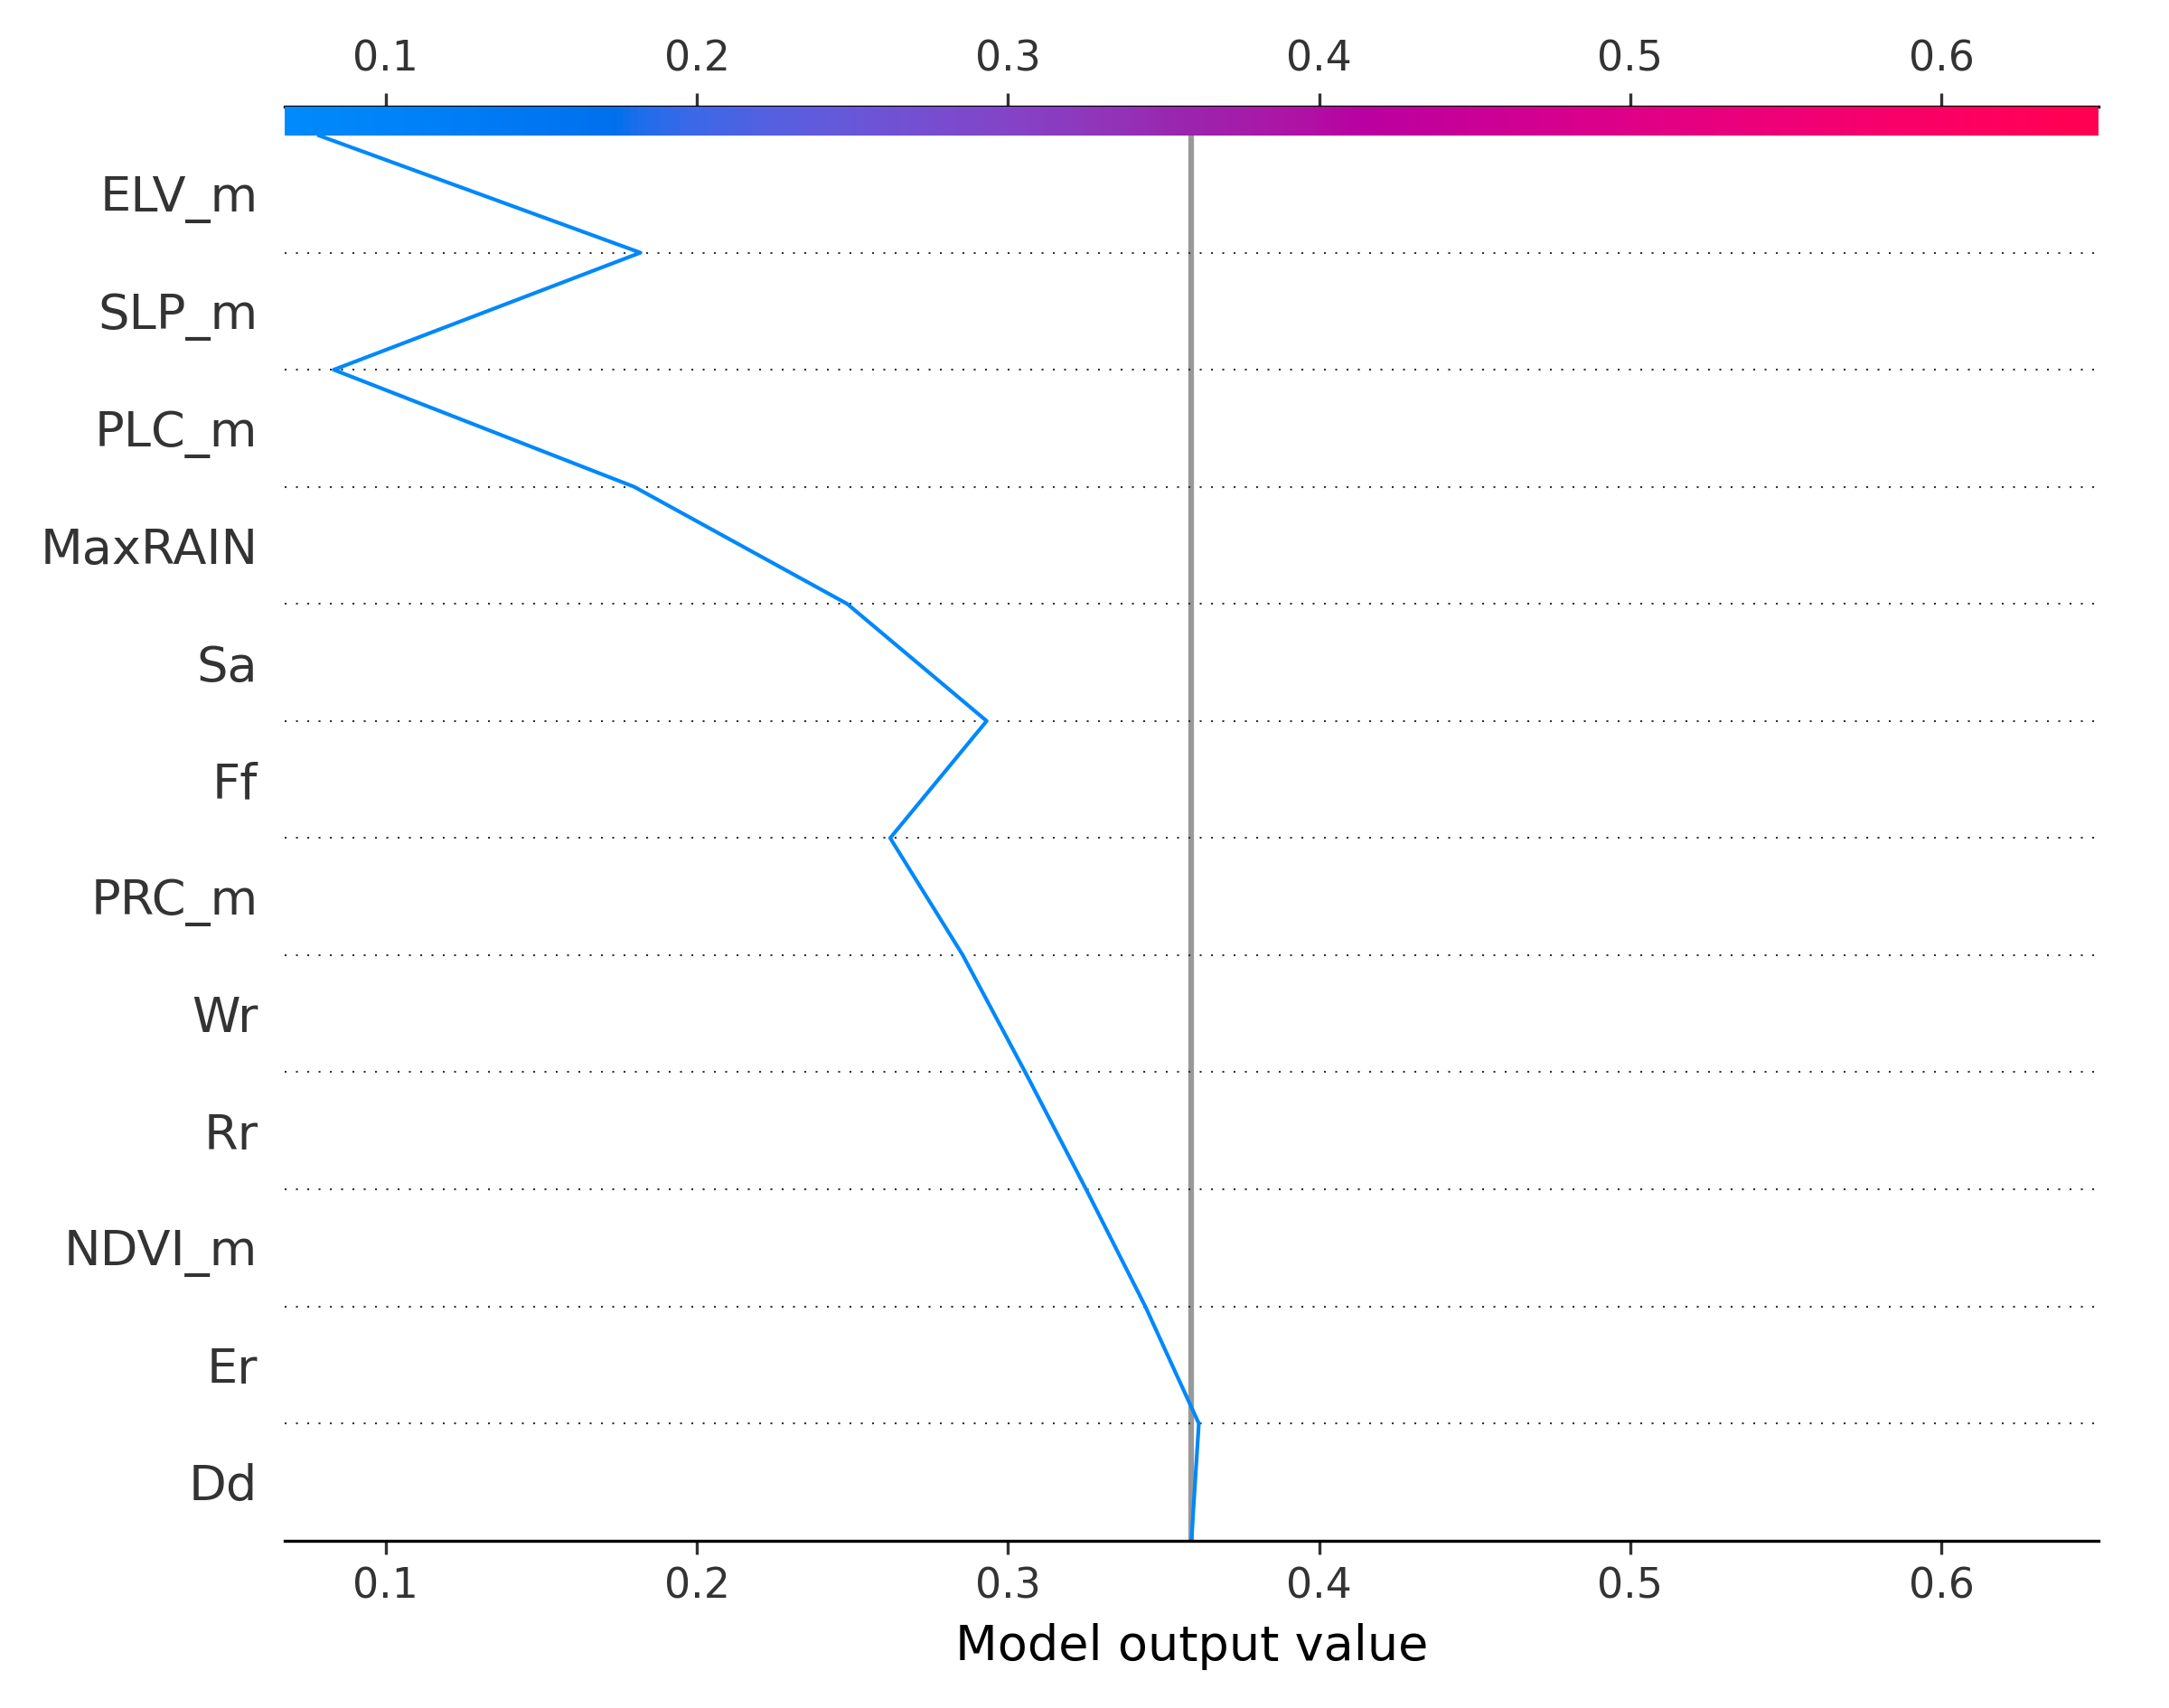 0.1 0.2 0.3 0.4 0.5 0.6
ELV_m
SLP_m
PLC_m
MaxRAIN
Sa
Ff
PRC_m
Wr
Rr
NDVI_m
Er
Dd
0.1 0.2 0.3 0.4 0.5 0.6
Model output value